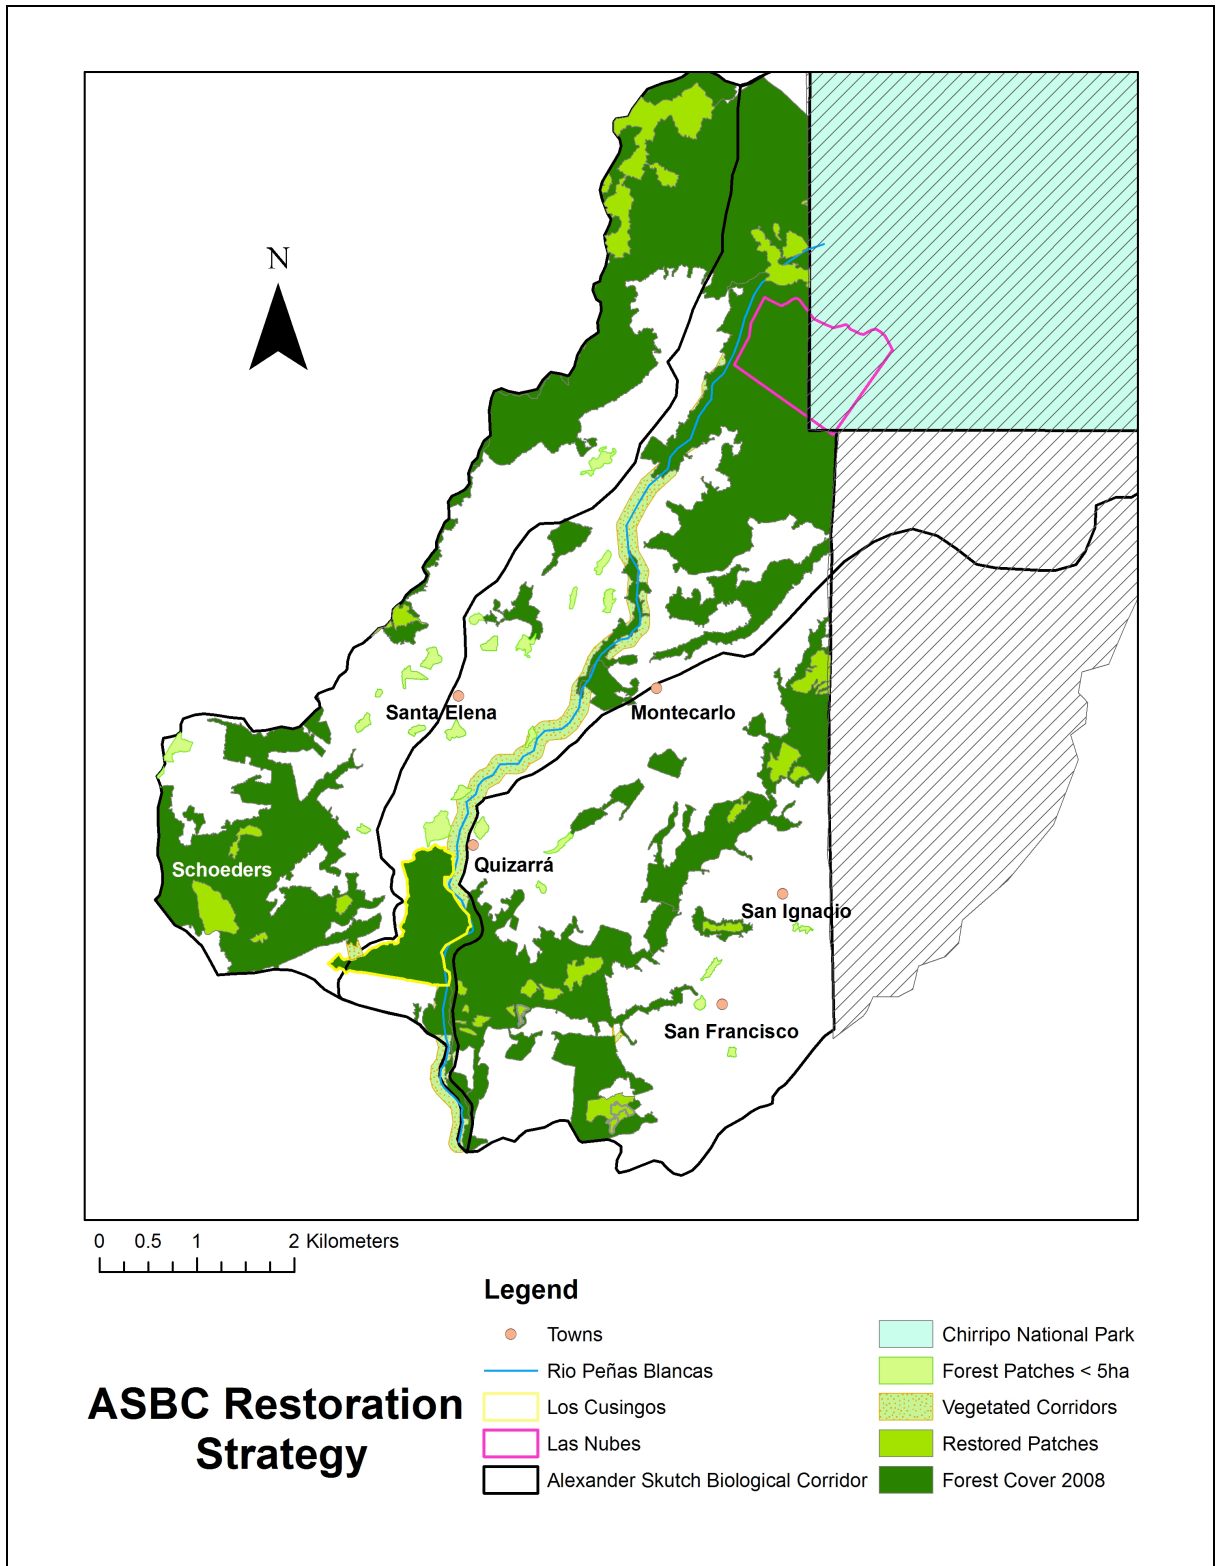 N
Santa Elena
Montecarlo
Schoeders
Quizarrá
San Ignacio
San Francisco
0 0.5 1 2 Kilometers
Legend
Towns
Rio Peñas Blancas
Los Cusingos
Las Nubes
Alexander Skutch Biological Corridor
Chirripo National Park
Forest Patches < 5ha
Vegetated Corridors
Restored Patches
Forest Cover 2008
ASBC Restoration
Strategy